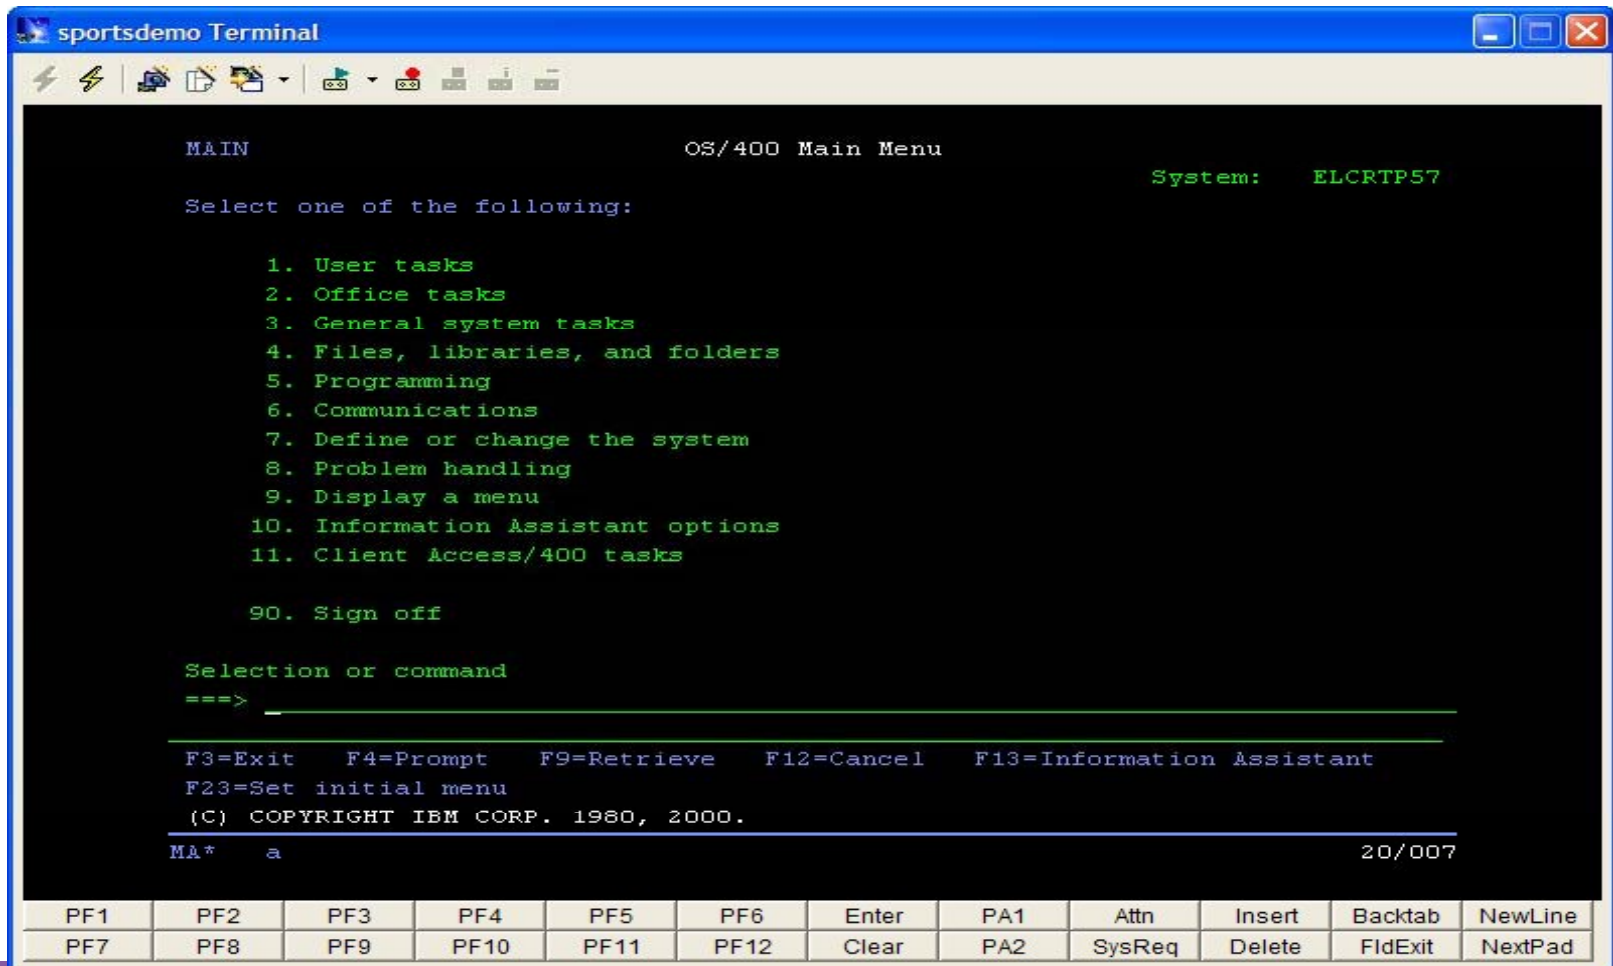 sportsdemo Terminal
MAIN OS/400 Main Menu
System: ELCRTP57
Select one of the following:
1. User tasks
2. Office tasks
3. General system tasks
4. Files, libraries, and folders
5. Programming
6. Communications
7. Define or change the system
8. Problem handling
9. Display a menu
10. Information Assistant options
11. Client Access/400 tasks
90. Sign off
Selection or command
===> _
F3=Exit F4=Prompt F9=Retrieve F12=Cancel F13=Information Assistant
F23=Set initial menu
(C) COPYRIGHT IBM CORP. 1980, 2000.
MA* a 20/007
PF1 PF2 PF3 PF4 PF5 PF6 Enter PA1 Attn Insert Backtab NewLine
PF7 PF8 PF9 PF10 PF11 PF12 Clear PA2 SysReq Delete FldExit NextPad